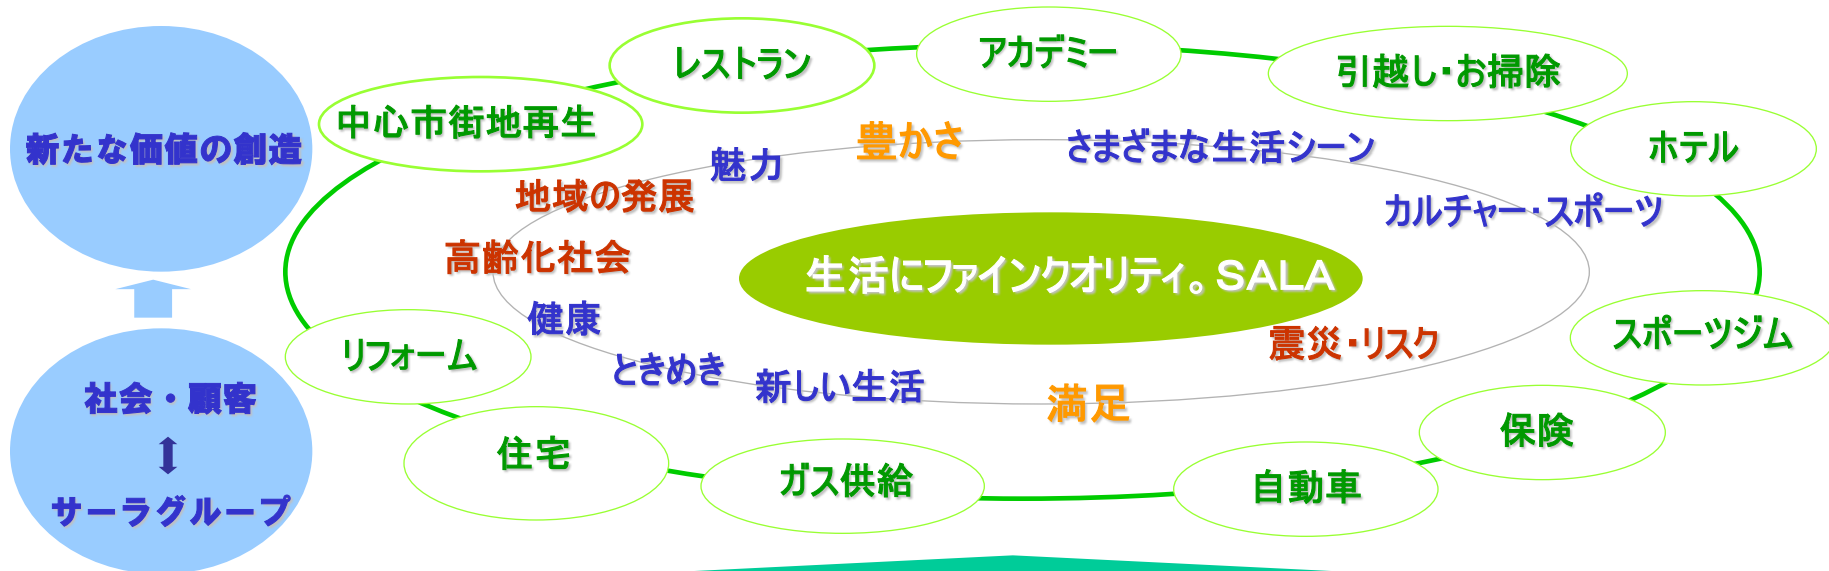 レストラン
アカデミー
引越し・お掃除
中心市街地再生
ホテル
新たな価値の創造
豊かさ
さまざまな生活シーン
魅力
地域の発展
カルチャー・スポーツ
高齢化社会
生活にファインクオリティ。SALA
健康
震災・リスク
スポーツジム
リフォーム
ときめき
新しい生活
満足
社会・顧客
保険
住宅
ガス供給
自動車
サーラグループ